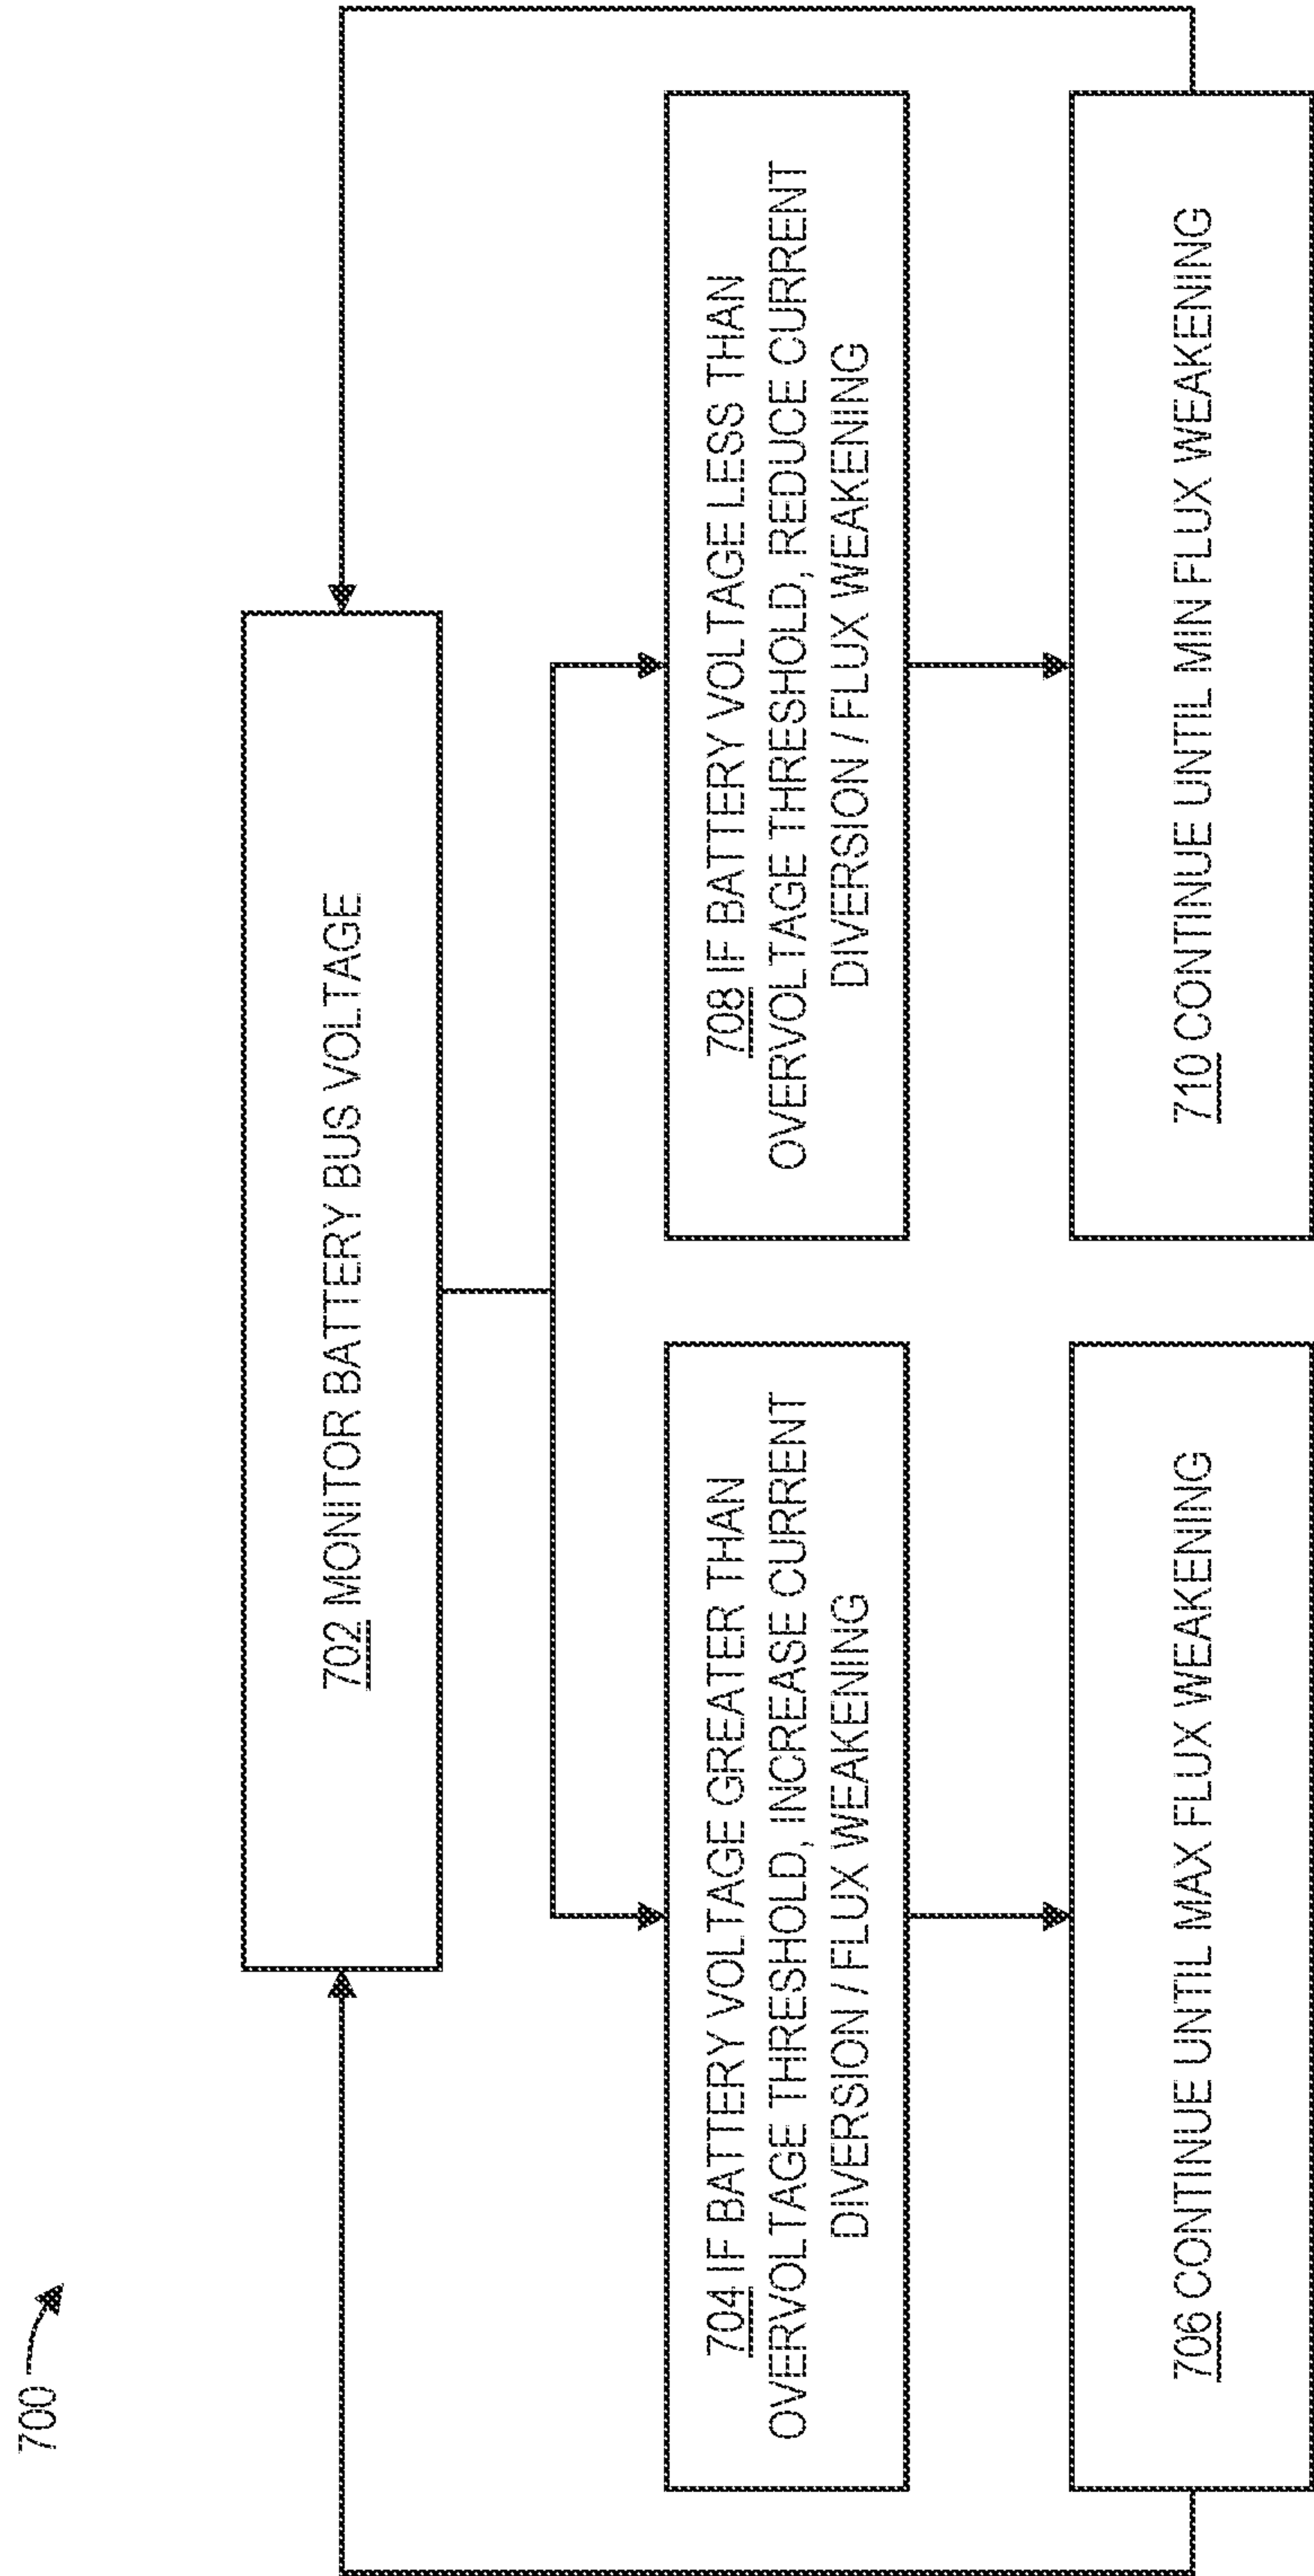 700
702 MONITOR BATTERY BUS VOLTAGE
704 IF BATTERY VOLTAGE GREATER THAN
OVERVOLTAGE THRESHOLD, INCREASE CURRENT
DIVERSION / FLUX WEAKENING
706 CONTINUE UNTIL MAX FLUX WEAKENING
708 IF BATTERY VOLTAGE LESS THAN
OVERVOLTAGE THRESHOLD, REDUCE CURRENT
DIVERSION / FLUX WEAKENING
710 CONTINUE UNTIL MIN FLUX WEAKENING